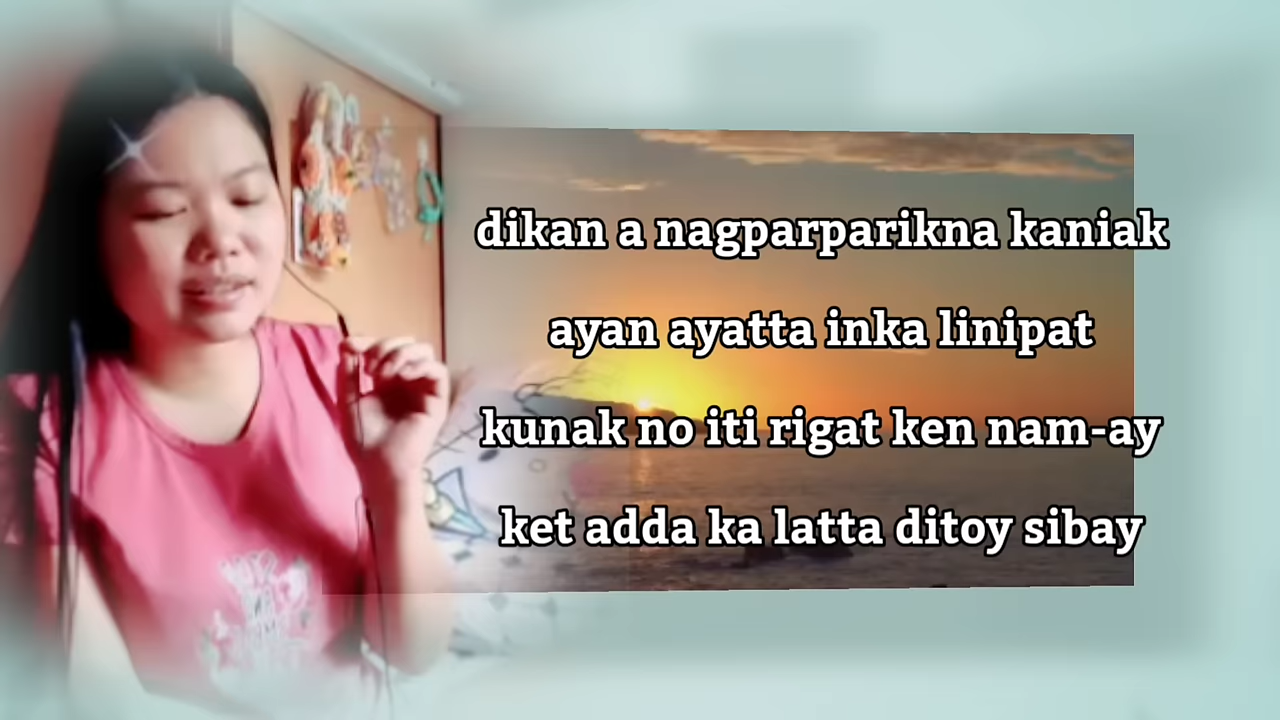 dikan a nagparparikna kaniak
ayan ayatta inka linipat
kunak no iti rigat ken nam-ay
ket adda ka latta ditoy sibay